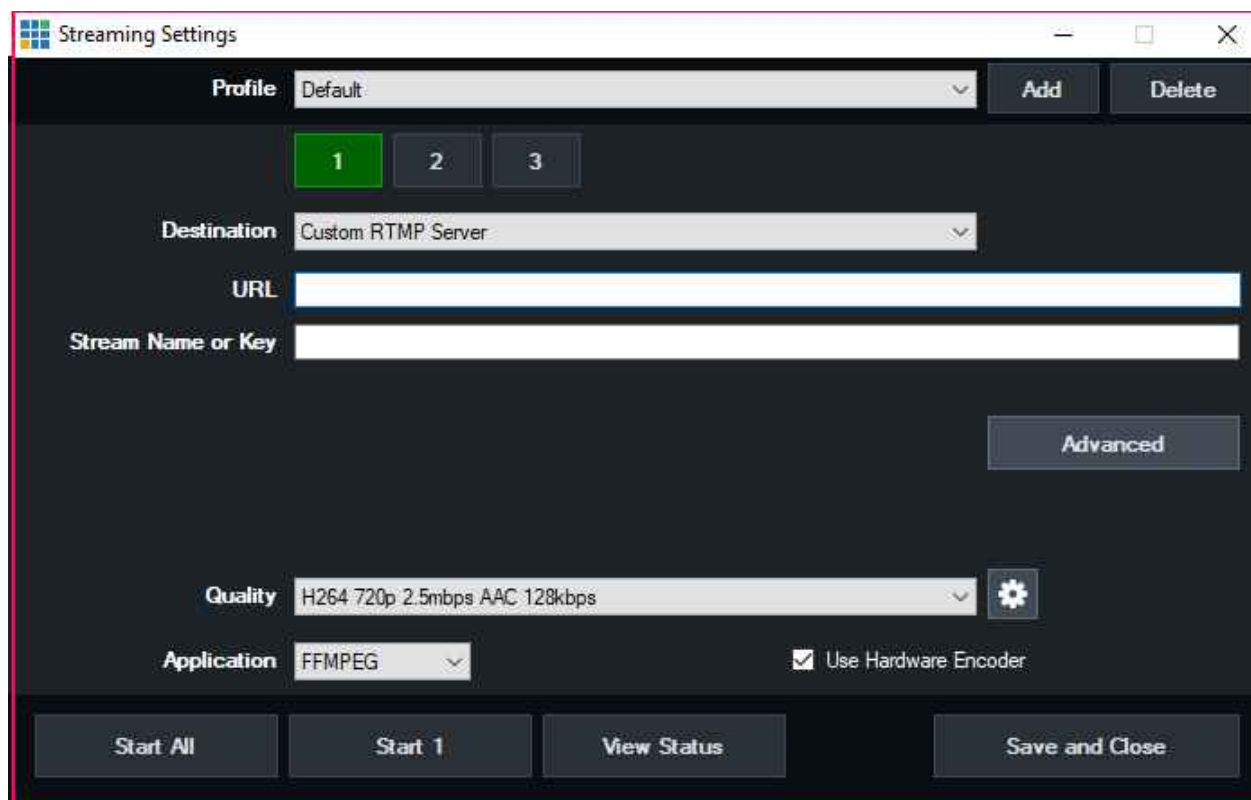 Streaming Settings
Profile Default Add Delete
1 2 3
Destination Custom RTMP Server
URL
Stream Name or Key
Advanced
Quality H264 720p 2.5mbps AAC 128kbps
Application FFMPEG Use Hardware Encoder
Start All Start 1 View Status Save and Close